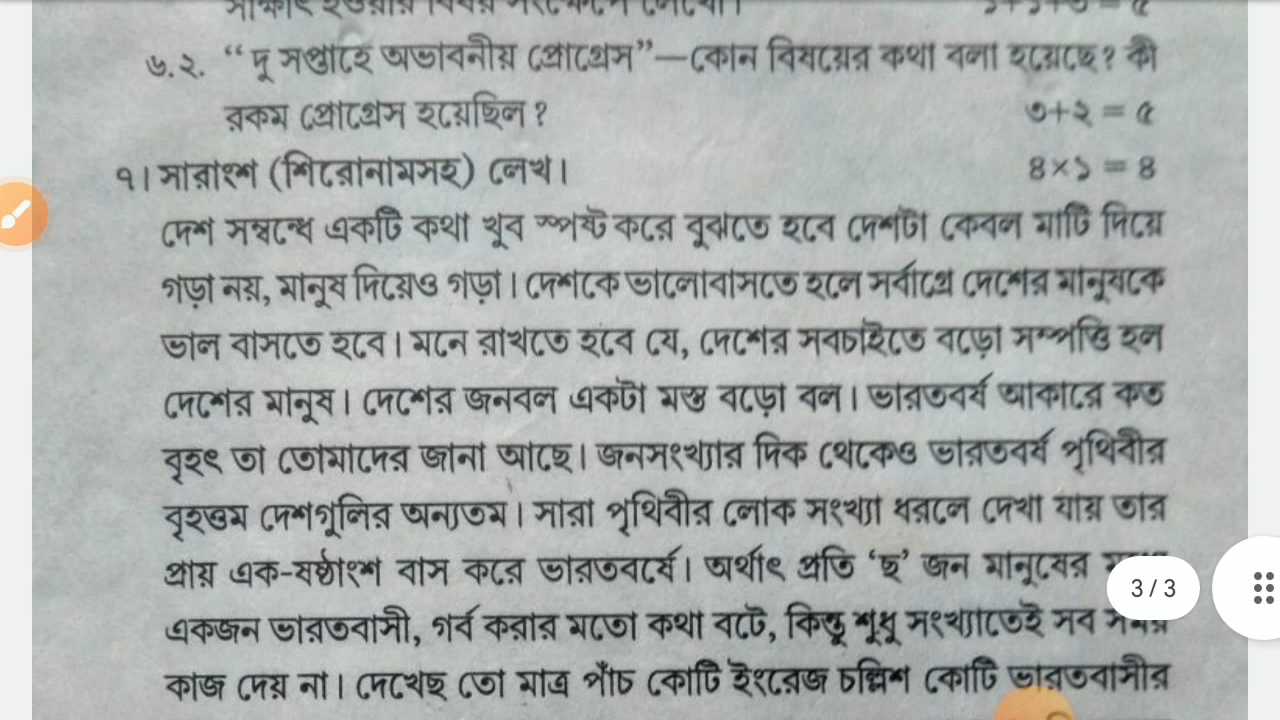 ৬.২. “দু সপ্তাহে অভাবনীয় প্রোগ্রেস”—কোন বিষয়ের কথা বলা হয়েছে? কী
রকম প্রোগ্রেস হয়েছিল? ৩+২ = ৫
৭। সারাংশ (শিরোনামসহ) লেখ। ৪×১ = ৪
দেশ সম্বন্ধে একটি কথা খুব স্পষ্ট করে বুঝতে হবে দেশটা কেবল মাটি দিয়ে
গড়া নয়, মানুষ দিয়েও গড়া। দেশকে ভালোবাসতে হলে সর্বাগ্রে দেশের মানুষকে
ভাল বাসতে হবে। মনে রাখতে হবে যে, দেশের সবচাইতে বড়ো সম্পত্তি হল
দেশের মানুষ। দেশের জনবল একটা মস্ত বড়ো বল। ভারতবর্ষ আকারে কত
বৃহৎ তা তোমাদের জানা আছে। জনসংখ্যার দিক থেকেও ভারতবর্ষ পৃথিবীর
বৃহত্তম দেশগুলির অন্যতম। সারা পৃথিবীর লোক সংখ্যা ধরলে দেখা যায় তার
প্রায় এক-ষষ্ঠাংশ বাস করে ভারতবর্ষে। অর্থাৎ প্রতি ‘ছ’ জন মানুষের
3/3
একজন ভারতবাসী, গর্ব করার মতো কথা বটে, কিন্তু শুধু সংখ্যাতেই সব
কাজ দেয় না। দেখেছ তো মাত্র পাঁচ কোটি ইংরেজ চল্লিশ কোটি ভারতবাসীর